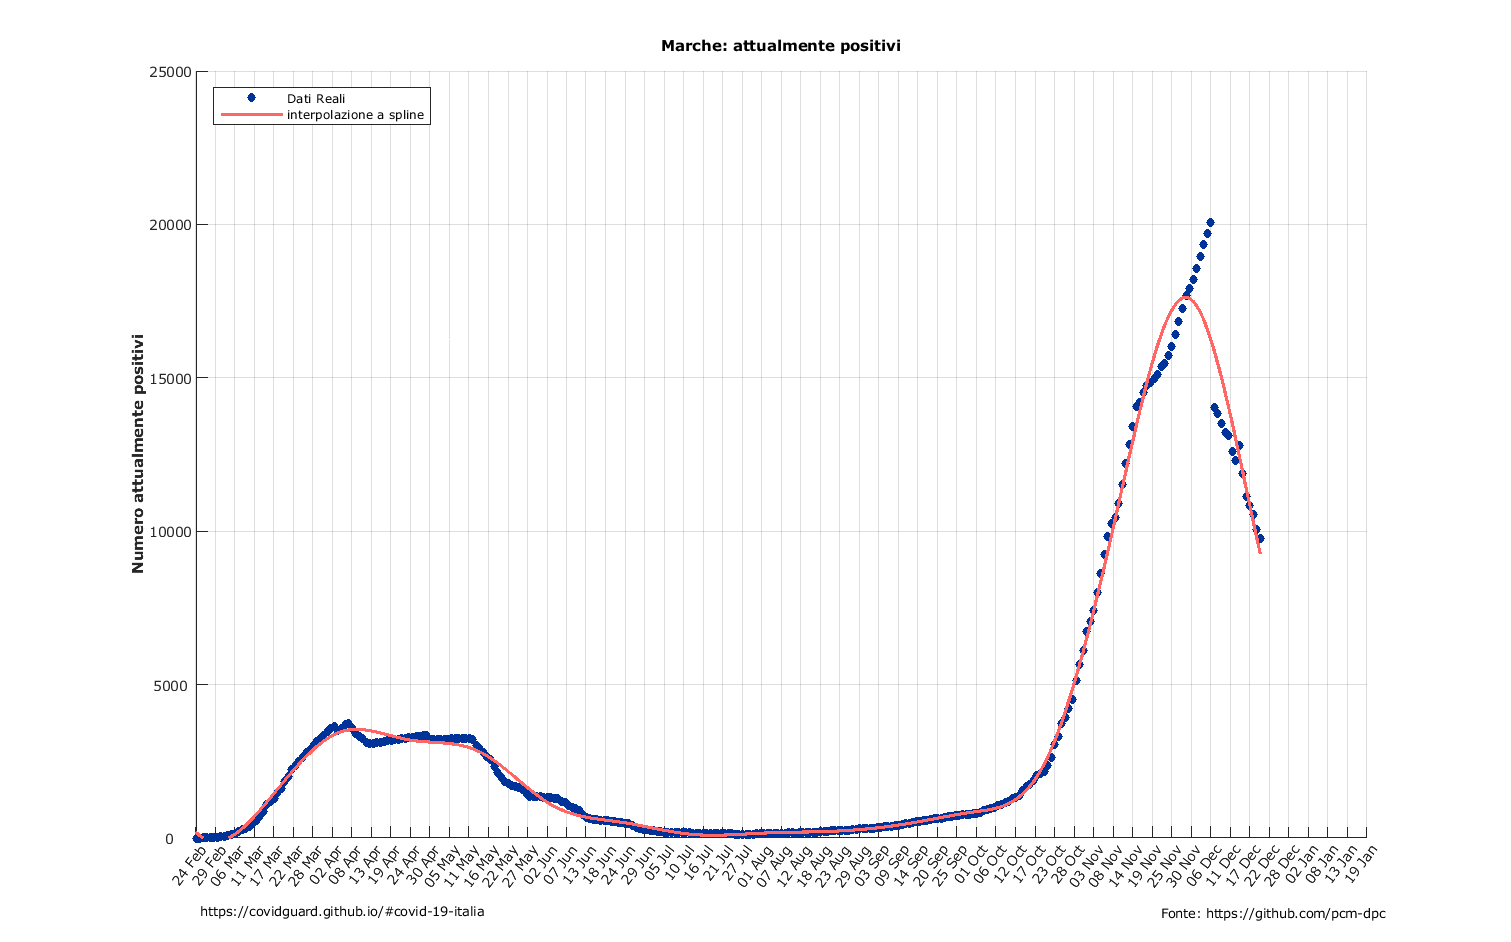 Marche: attualmente positivi
25000
Dati Reali
interpolazione a spline
20000
15000
10000
5000
0
Numero attualmente positivi
24 Feb
29 Feb
06 Mar
11 Mar
17 Mar
22 Mar
28 Mar
02 Apr
08 Apr
13 Apr
19 Apr
24 Apr
30 Apr
05 May
11 May
16 May
22 May
27 May
02 Jun
07 Jun
13 Jun
18 Jun
24 Jun
29 Jun
05 Jul
10 Jul
16 Jul
21 Jul
27 Jul
01 Aug
07 Aug
12 Aug
18 Aug
23 Aug
29 Aug
03 Sep
09 Sep
14 Sep
20 Sep
25 Sep
01 Oct
06 Oct
12 Oct
17 Oct
23 Oct
28 Oct
03 Nov
08 Nov
14 Nov
19 Nov
25 Nov
30 Nov
06 Dec
11 Dec
17 Dec
22 Dec
28 Dec
02 Jan
08 Jan
13 Jan
19 Jan
https://covidguard.github.io/#covid-19-italia
Fonte: https://github.com/pcm-dpc